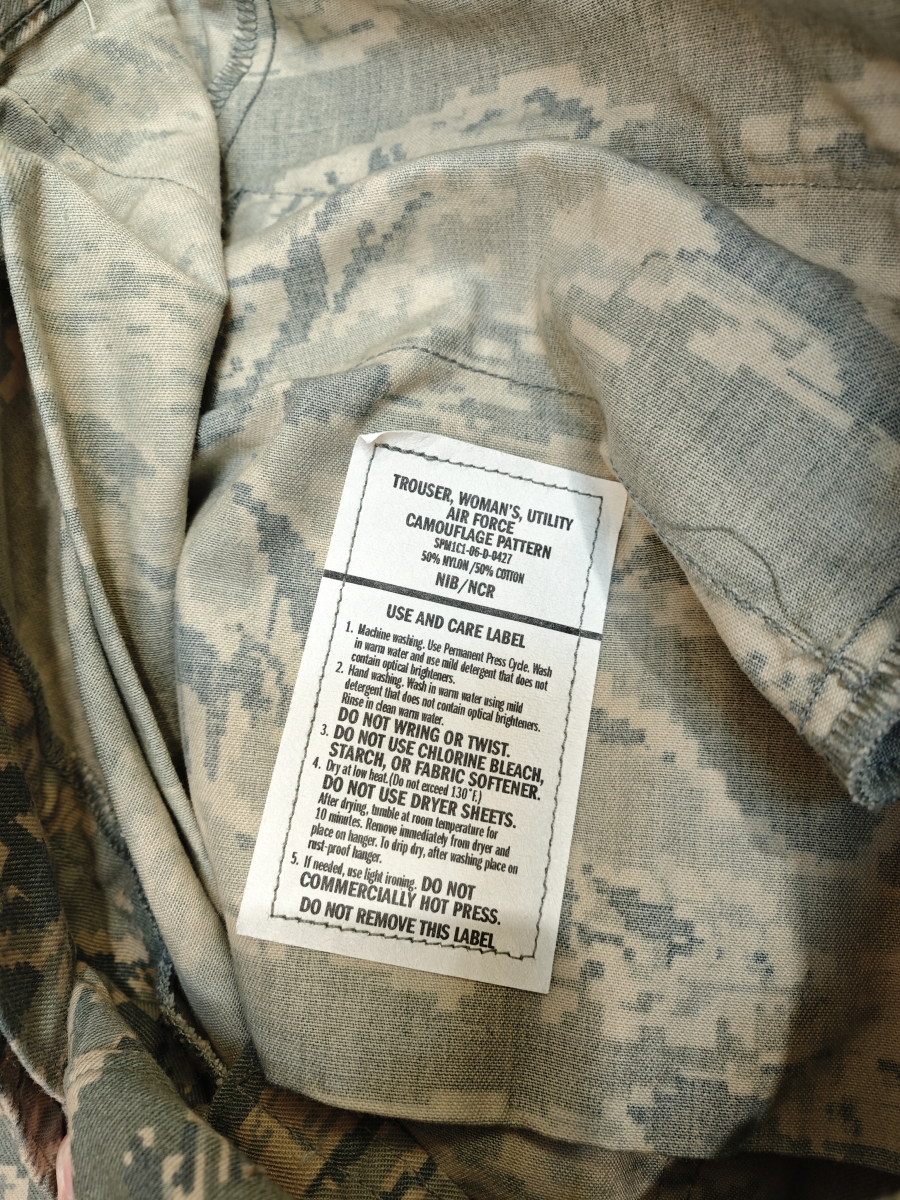 TROUSER, WOMAN'S, UTILITY
AIR FORCE
CAMOUFLAGE PATTERN
SPM1C1-06-D-0427
50% NYLON/50% COTTON
NIB/NCR
USE AND CARE LABEL
1. Machine washing. Use Permanent Press Cycle. Wash
in warm water and use mild detergent that does not
contain optical brighteners.
2. Hand washing. Wash in warm water using mild
detergent that does not contain optical brighteners.
Rinse in clean warm water.
DO NOT WRING OR TWIST.
3. DO NOT USE CHLORINE BLEACH,
STARCH, OR FABRIC SOFTENER.
4. Dry at low heat.(Do not exceed 130°F.)
DO NOT USE DRYER SHEETS.
After drying, tumble at room temperature for
10 minutes. Remove immediately from dryer and
place on hanger. To drip dry, after washing place on
rust-proof hanger.
5. If needed, use light ironing. DO NOT
COMMERCIALLY HOT PRESS.
DO NOT REMOVE THIS LABEL